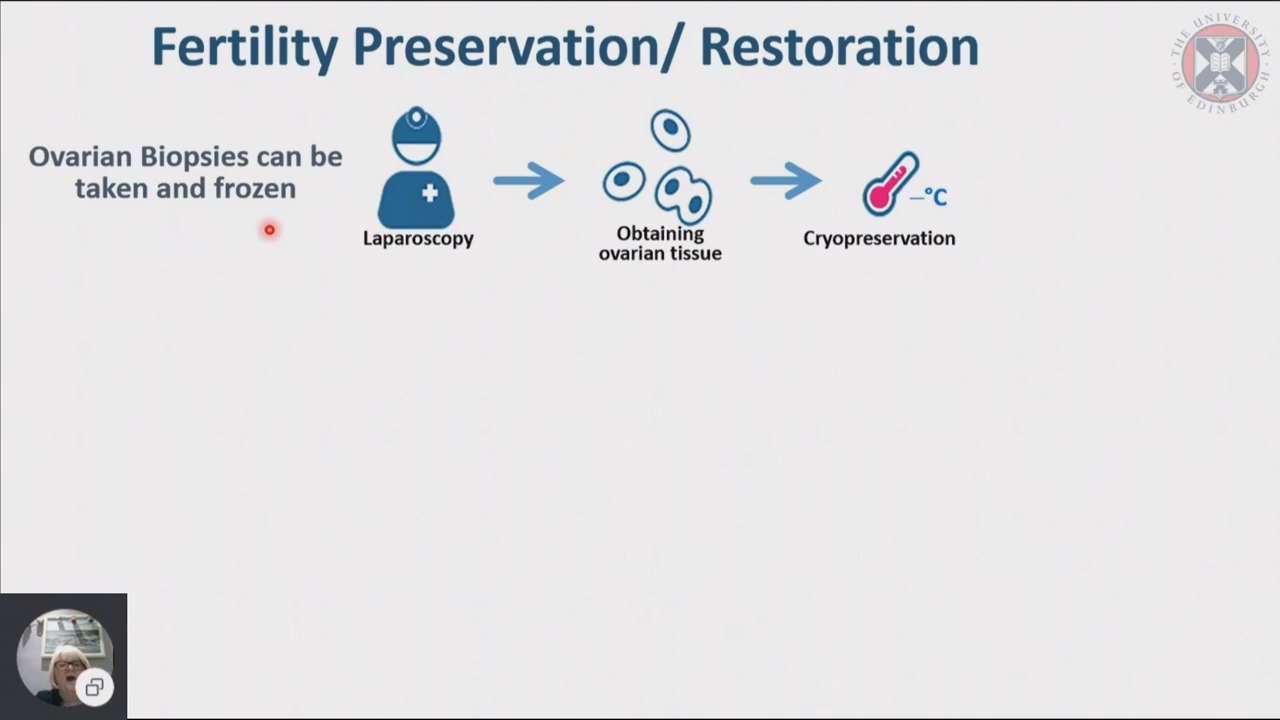 Fertility Preservation/ Restoration
THE UNIVERSITY OF EDINBURGH
Ovarian Biopsies can be
taken and frozen
–°C
Laparoscopy
Obtaining
ovarian tissue
Cryopreservation